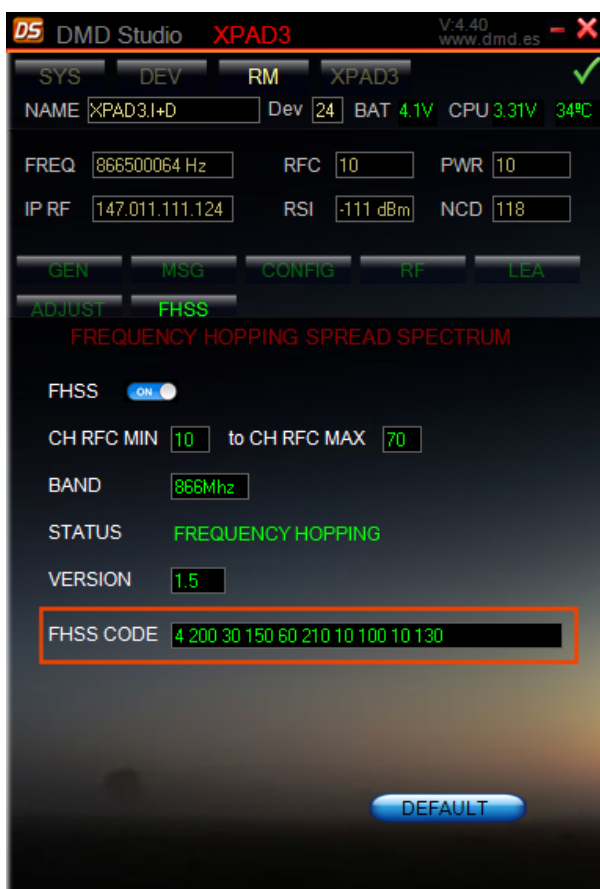 DS DMD Studio XPAD3 V:4.40
www.dmd.es
SYS DEV RM XPAD3
NAME XPAD3.I+D Dev 24 BAT 4.1V CPU 3.31V 34ºC
FREQ 866500064 Hz RFC 10 PWR 10
IP RF 147.011.111.124 RSI -111 dBm NCD 118
GEN MSG CONFIG RF LEA
ADJUST FHSS
FREQUENCY HOPPING SPREAD SPECTRUM
FHSS ON
CH RFC MIN 10 to CH RFC MAX 70
BAND 866Mhz
STATUS FREQUENCY HOPPING
VERSION 1.5
FHSS CODE 4 200 30 150 60 210 10 100 10 130
DEFAULT